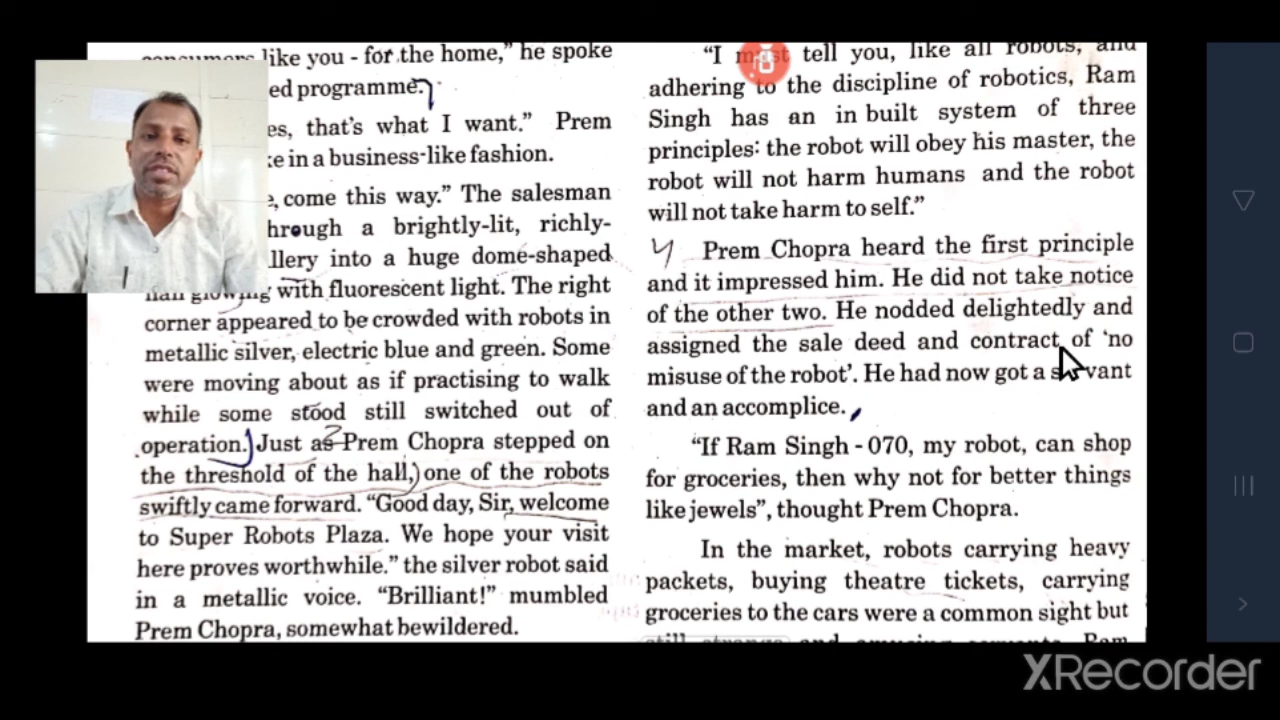 like you - for the home," he spoke
ed programme.
es, that's what I want." Prem
in a business-like fashion.
come this way." The salesman
hrough a brightly-lit, richly-
llery into a huge dome-shaped
with fluorescent light. The right
corner appeared to be crowded with robots in
metallic silver, electric blue and green. Some
were moving about as if practising to walk
while some stood still switched out of
operation. Just as Prem Chopra stepped on
the threshold of the hall, one of the robots
swiftly came forward. "Good day, Sir, welcome
to Super Robots Plaza. We hope your visit
here proves worthwhile." the silver robot said
in a metallic voice. "Brilliant!" mumbled
Prem Chopra, somewhat bewildered.
"I must tell you, like all robots, and
adhering to the discipline of robotics, Ram
Singh has an in built system of three
principles: the robot will obey his master, the
robot will not harm humans and the robot
will not take harm to self."
Prem Chopra heard the first principle
and it impressed him. He did not take notice
of the other two. He nodded delightedly and
assigned the sale deed and contract of 'no
misuse of the robot'. He had now got a servant
and an accomplice.
"If Ram Singh - 070, my robot, can shop
for groceries, then why not for better things
like jewels", thought Prem Chopra.
In the market, robots carrying heavy
packets, buying theatre tickets, carrying
groceries to the cars were a common sight but
XRecorder